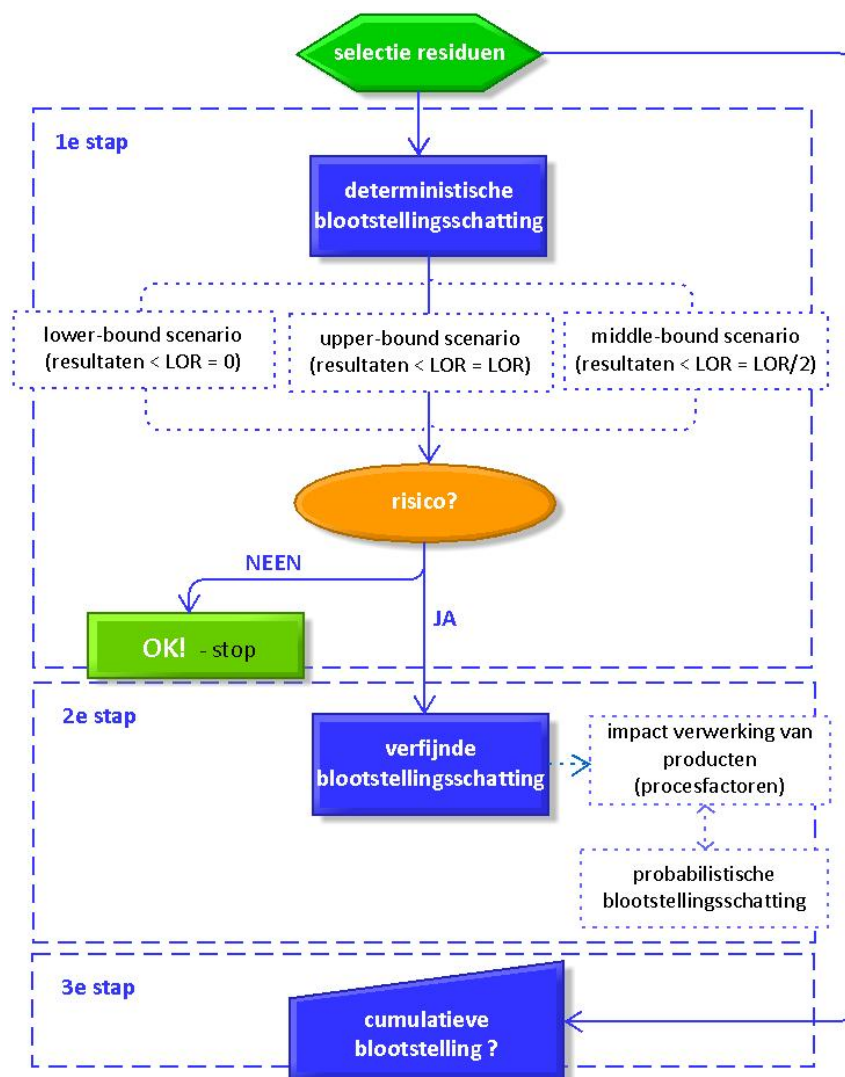 selectie residuen
1e stap
deterministische
blootstellingsschatting
lower-bound scenario
(resultaten < LOR = 0)
upper-bound scenario
(resultaten < LOR = LOR)
middle-bound scenario
(resultaten < LOR = LOR/2)
risico?
NEEN
JA
OK! - stop
2e stap
verfijnde
blootstellingsschatting
impact verwerking van
producten
(procesfactoren)
probabilistische
blootstellingsschatting
3e stap
cumulatieve
blootstelling ?